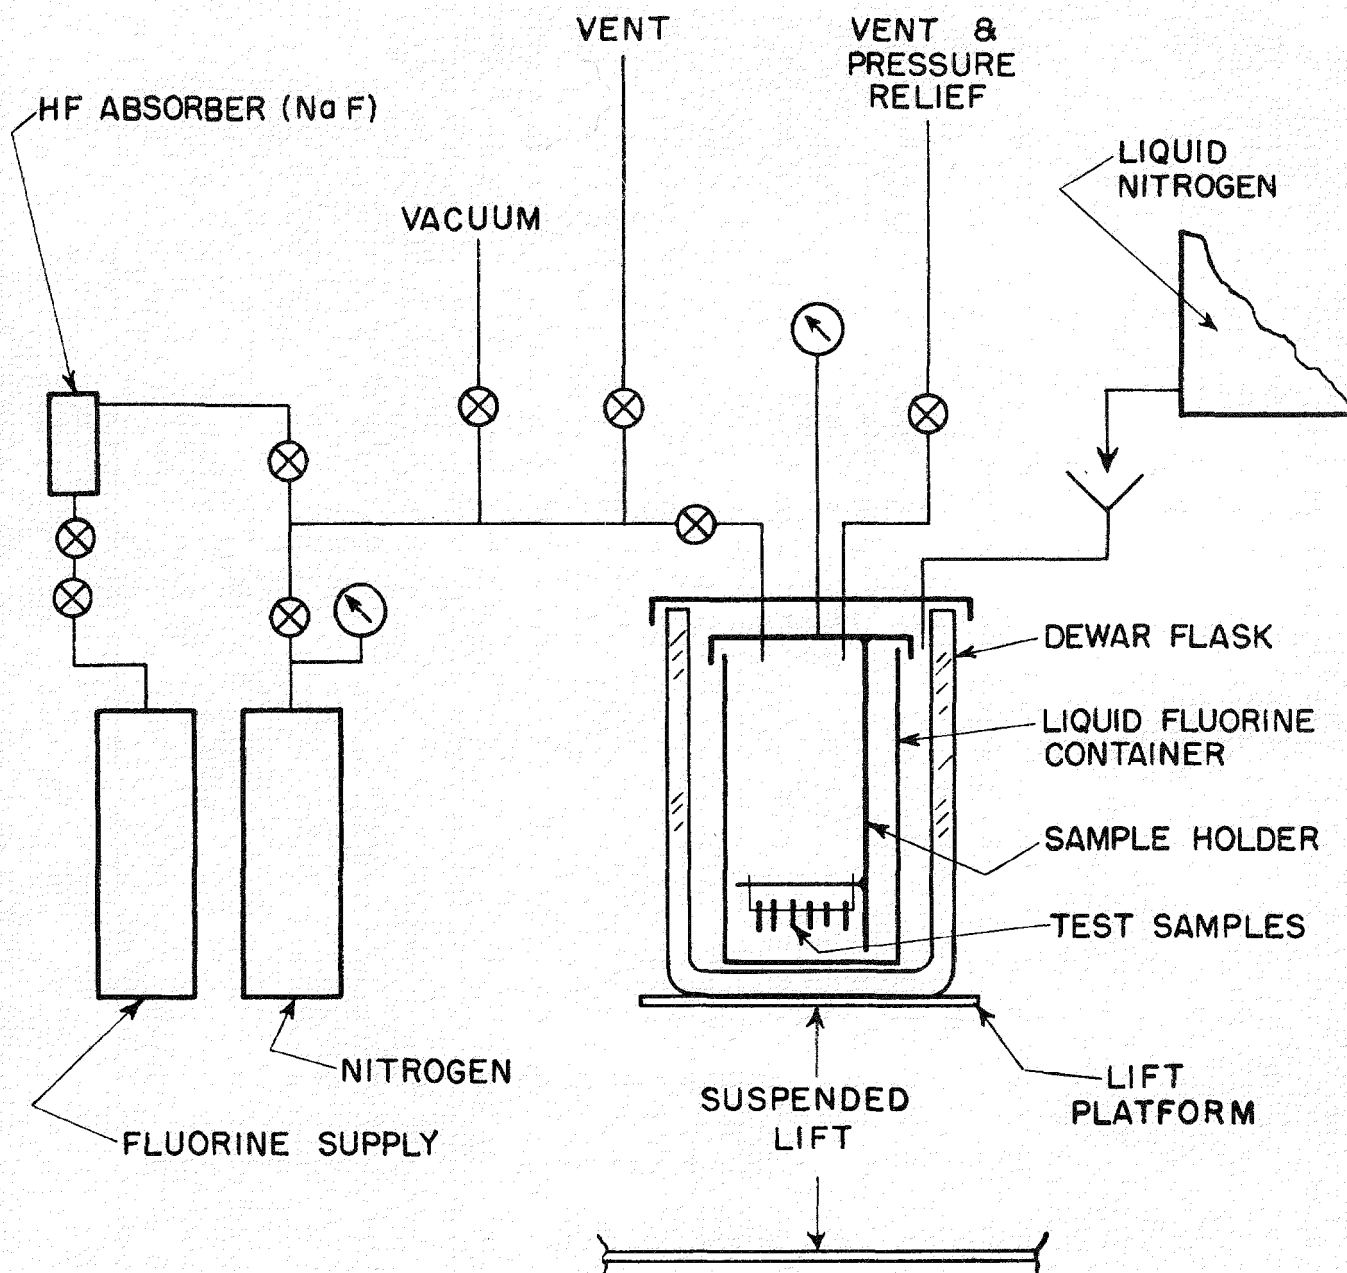 VENT
VENT &
PRESSURE
RELIEF
HF ABSORBER (NaF)
LIQUID
NITROGEN
VACUUM
DEWAR FLASK
LIQUID FLUORINE
CONTAINER
SAMPLE HOLDER
TEST SAMPLES
NITROGEN
LIFT
PLATFORM
SUSPENDED
LIFT
FLUORINE SUPPLY